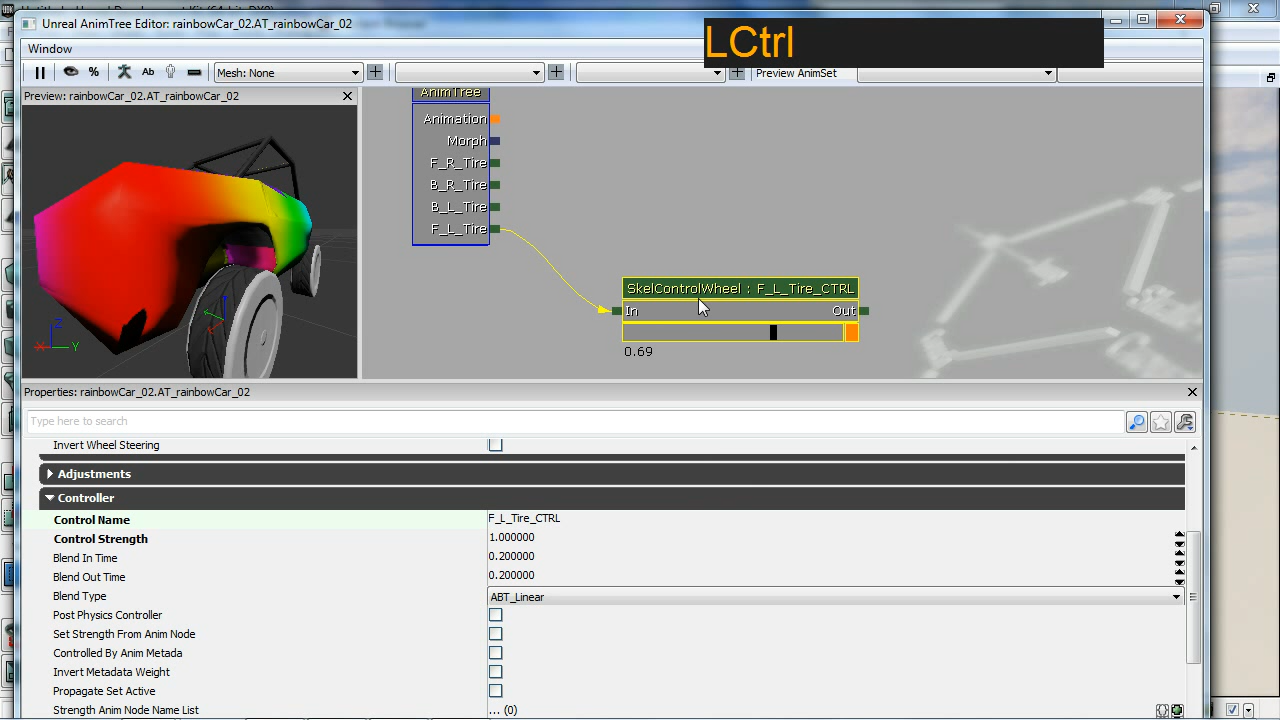 Unreal AnimTree Editor: rainbowCar_02.AT_rainbowCar_02
LCtrl
Window
Ab
Mesh: None
Preview AnimSet
Preview: rainbowCar_02.AT_rainbowCar_02
AnimTree
Animation
Morph
F_R_Tire
B_R_Tire
B_L_Tire
F_L_Tire
SkelControlWheel : F_L_Tire_CTRL
In
Out
0.69
Z
X
Y
Properties: rainbowCar_02.AT_rainbowCar_02
Type here to search
Invert Wheel Steering
Adjustments
Controller
Control Name F_L_Tire_CTRL
Control Strength 1.000000
Blend In Time 0.200000
Blend Out Time 0.200000
Blend Type ABT_Linear
Post Physics Controller
Set Strength From Anim Node
Controlled By Anim Metada
Invert Metadata Weight
Propagate Set Active
Strength Anim Node Name List ... (0)